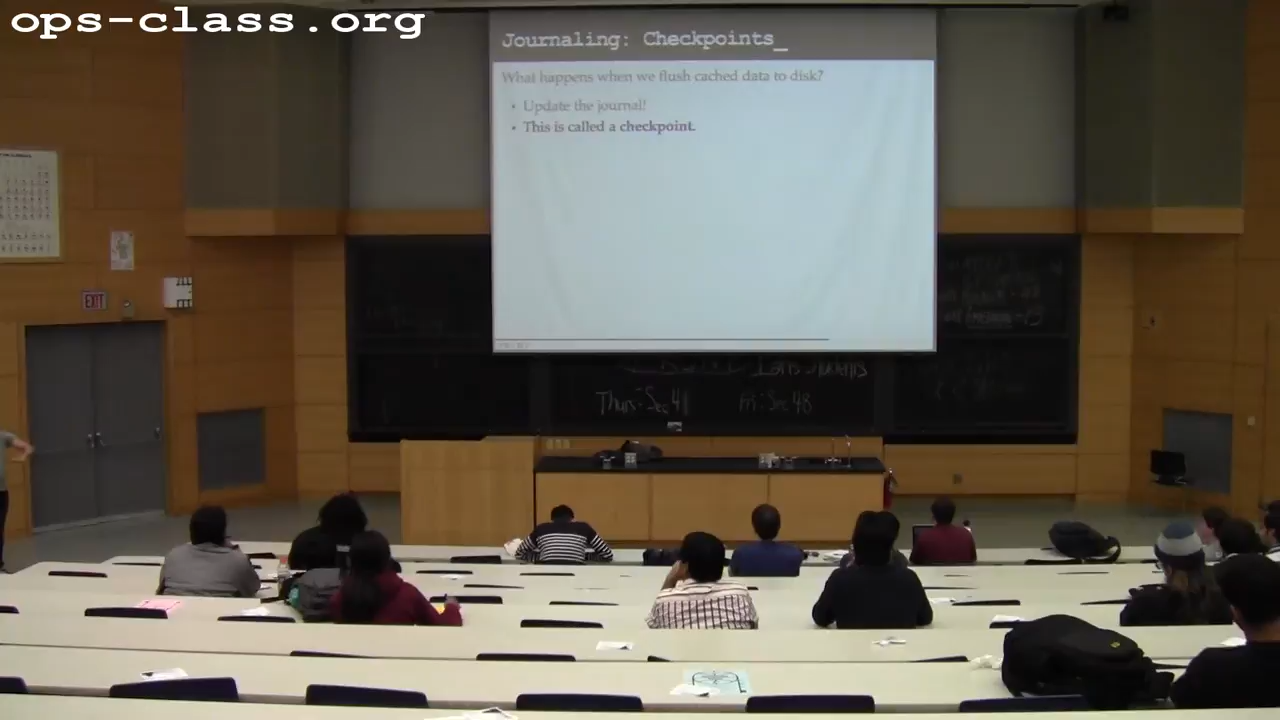 ops-class.org
Journaling: Checkpoints_
What happens when we flush cached data to disk?
• Update the journal!
• This is called a checkpoint.
EXIT
Thurs-Sec 41
Fri-Sec 48